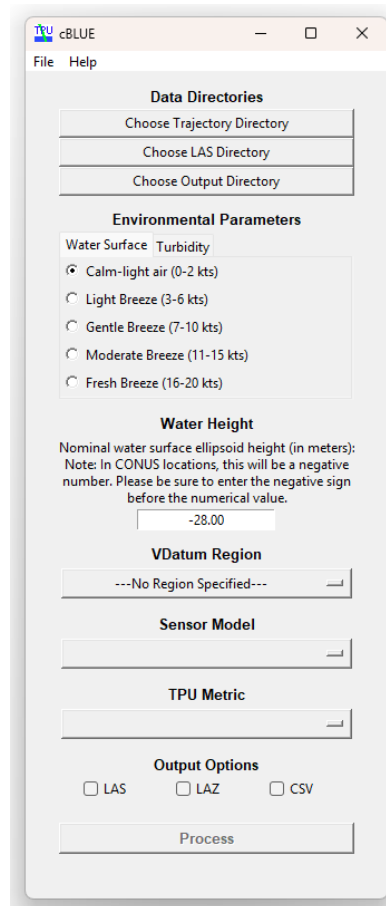 TPU cBLUE
File Help
Data Directories
Choose Trajectory Directory
Choose LAS Directory
Choose Output Directory
Environmental Parameters
Water Surface Turbidity
Calm-light air (0-2 kts)
Light Breeze (3-6 kts)
Gentle Breeze (7-10 kts)
Moderate Breeze (11-15 kts)
Fresh Breeze (16-20 kts)
Water Height
Nominal water surface ellipsoid height (in meters):
Note: In CONUS locations, this will be a negative
number. Please be sure to enter the negative sign
before the numerical value.
-28.00
VDatum Region
---No Region Specified---
Sensor Model
TPU Metric
Output Options
LAS LAZ CSV
Process